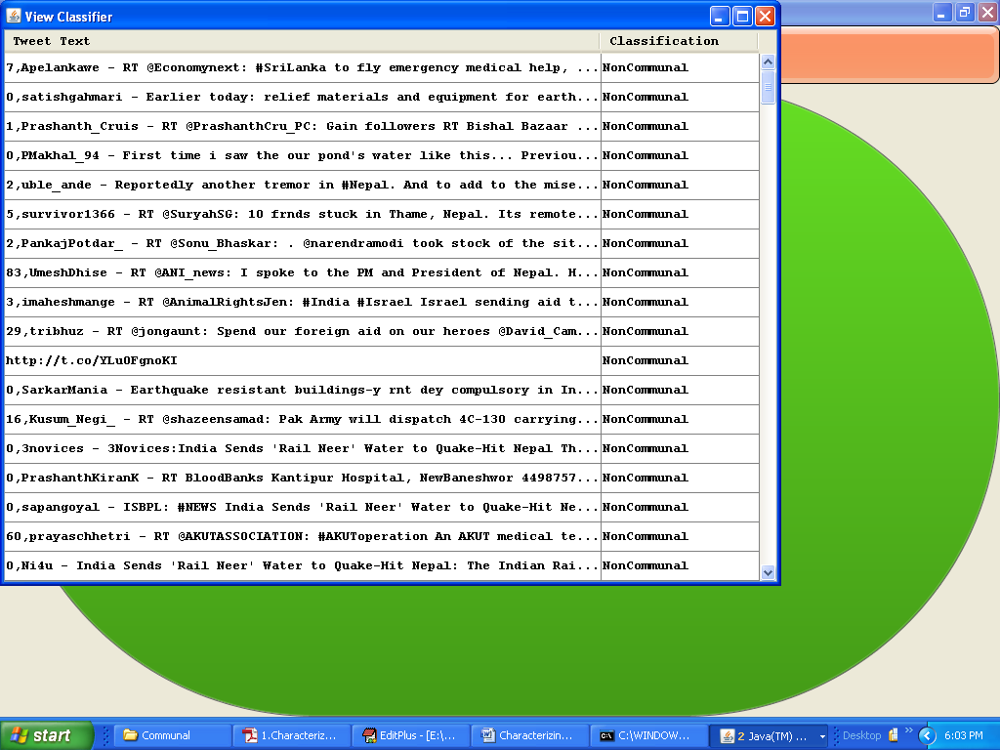 View Classifier
Tweet Text Classification
7,Apelankawe - RT @Economynext: #SriLanka to fly emergency medical help, ... NonCommunal
0,satishgahmari - Earlier today: relief materials and equipment for earth... NonCommunal
1,Prashanth_Cruis - RT @PrashanthCru_PC: Gain followers RT Bishal Bazaar ... NonCommunal
0,PMakhal_94 - First time i saw the our pond's water like this... Previou... NonCommunal
2,uble_ande - Reportedly another tremor in #Nepal. And to add to the mise... NonCommunal
5,survivor1366 - RT @SuryahSG: 10 frnds stuck in Thame, Nepal. Its remote... NonCommunal
2,PankajPotdar_ - RT @Sonu_Bhaskar: . @narendramodi took stock of the sit... NonCommunal
83,UmeshDhise - RT @ANI_news: I spoke to the PM and President of Nepal. H... NonCommunal
3,imaheshmange - RT @AnimalRightsJen: #India #Israel Israel sending aid t... NonCommunal
29,tribhuz - RT @jongaunt: Spend our foreign aid on our heroes @David_Cam... NonCommunal
http://t.co/YLu0FgnoKI NonCommunal
0,SarkarMania - Earthquake resistant buildings-y rnt dey compulsory in In... NonCommunal
16,Kusum_Negi_ - RT @shazeensamad: Pak Army will dispatch 4C-130 carrying... NonCommunal
0,3novices - 3Novices:India Sends 'Rail Neer' Water to Quake-Hit Nepal Th... NonCommunal
0,PrashanthKiranK - RT BloodBanks Kantipur Hospital, NewBaneshwor 4498757... NonCommunal
0,sapangoyal - ISBPL: #NEWS India Sends 'Rail Neer' Water to Quake-Hit Ne... NonCommunal
60,prayaschhetri - RT @AKUTASSOCIATION: #AKUToperation An AKUT medical te... NonCommunal
0,Ni4u - India Sends 'Rail Neer' Water to Quake-Hit Nepal: The Indian Rai... NonCommunal
start Communal 1.Characteriz... EditPlus - [E:\... Characterizin... C:\WINDOW... 2 Java(TM) ... Desktop 6:03 PM